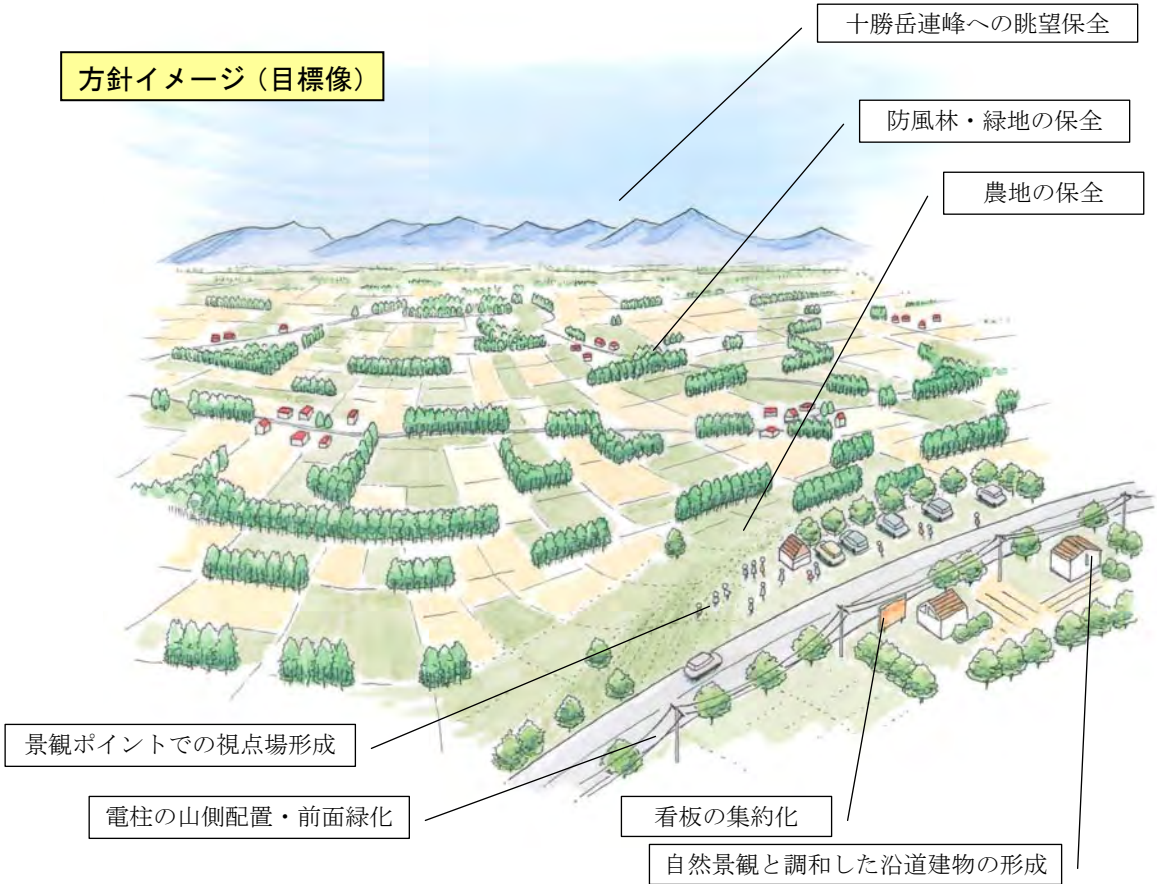 十勝岳連峰への眺望保全
方針イメージ（目標像）
防風林・緑地の保全
農地の保全
景観ポイントでの視点場形成
電柱の山側配置・前面緑化
看板の集約化
自然景観と調和した沿道建物の形成